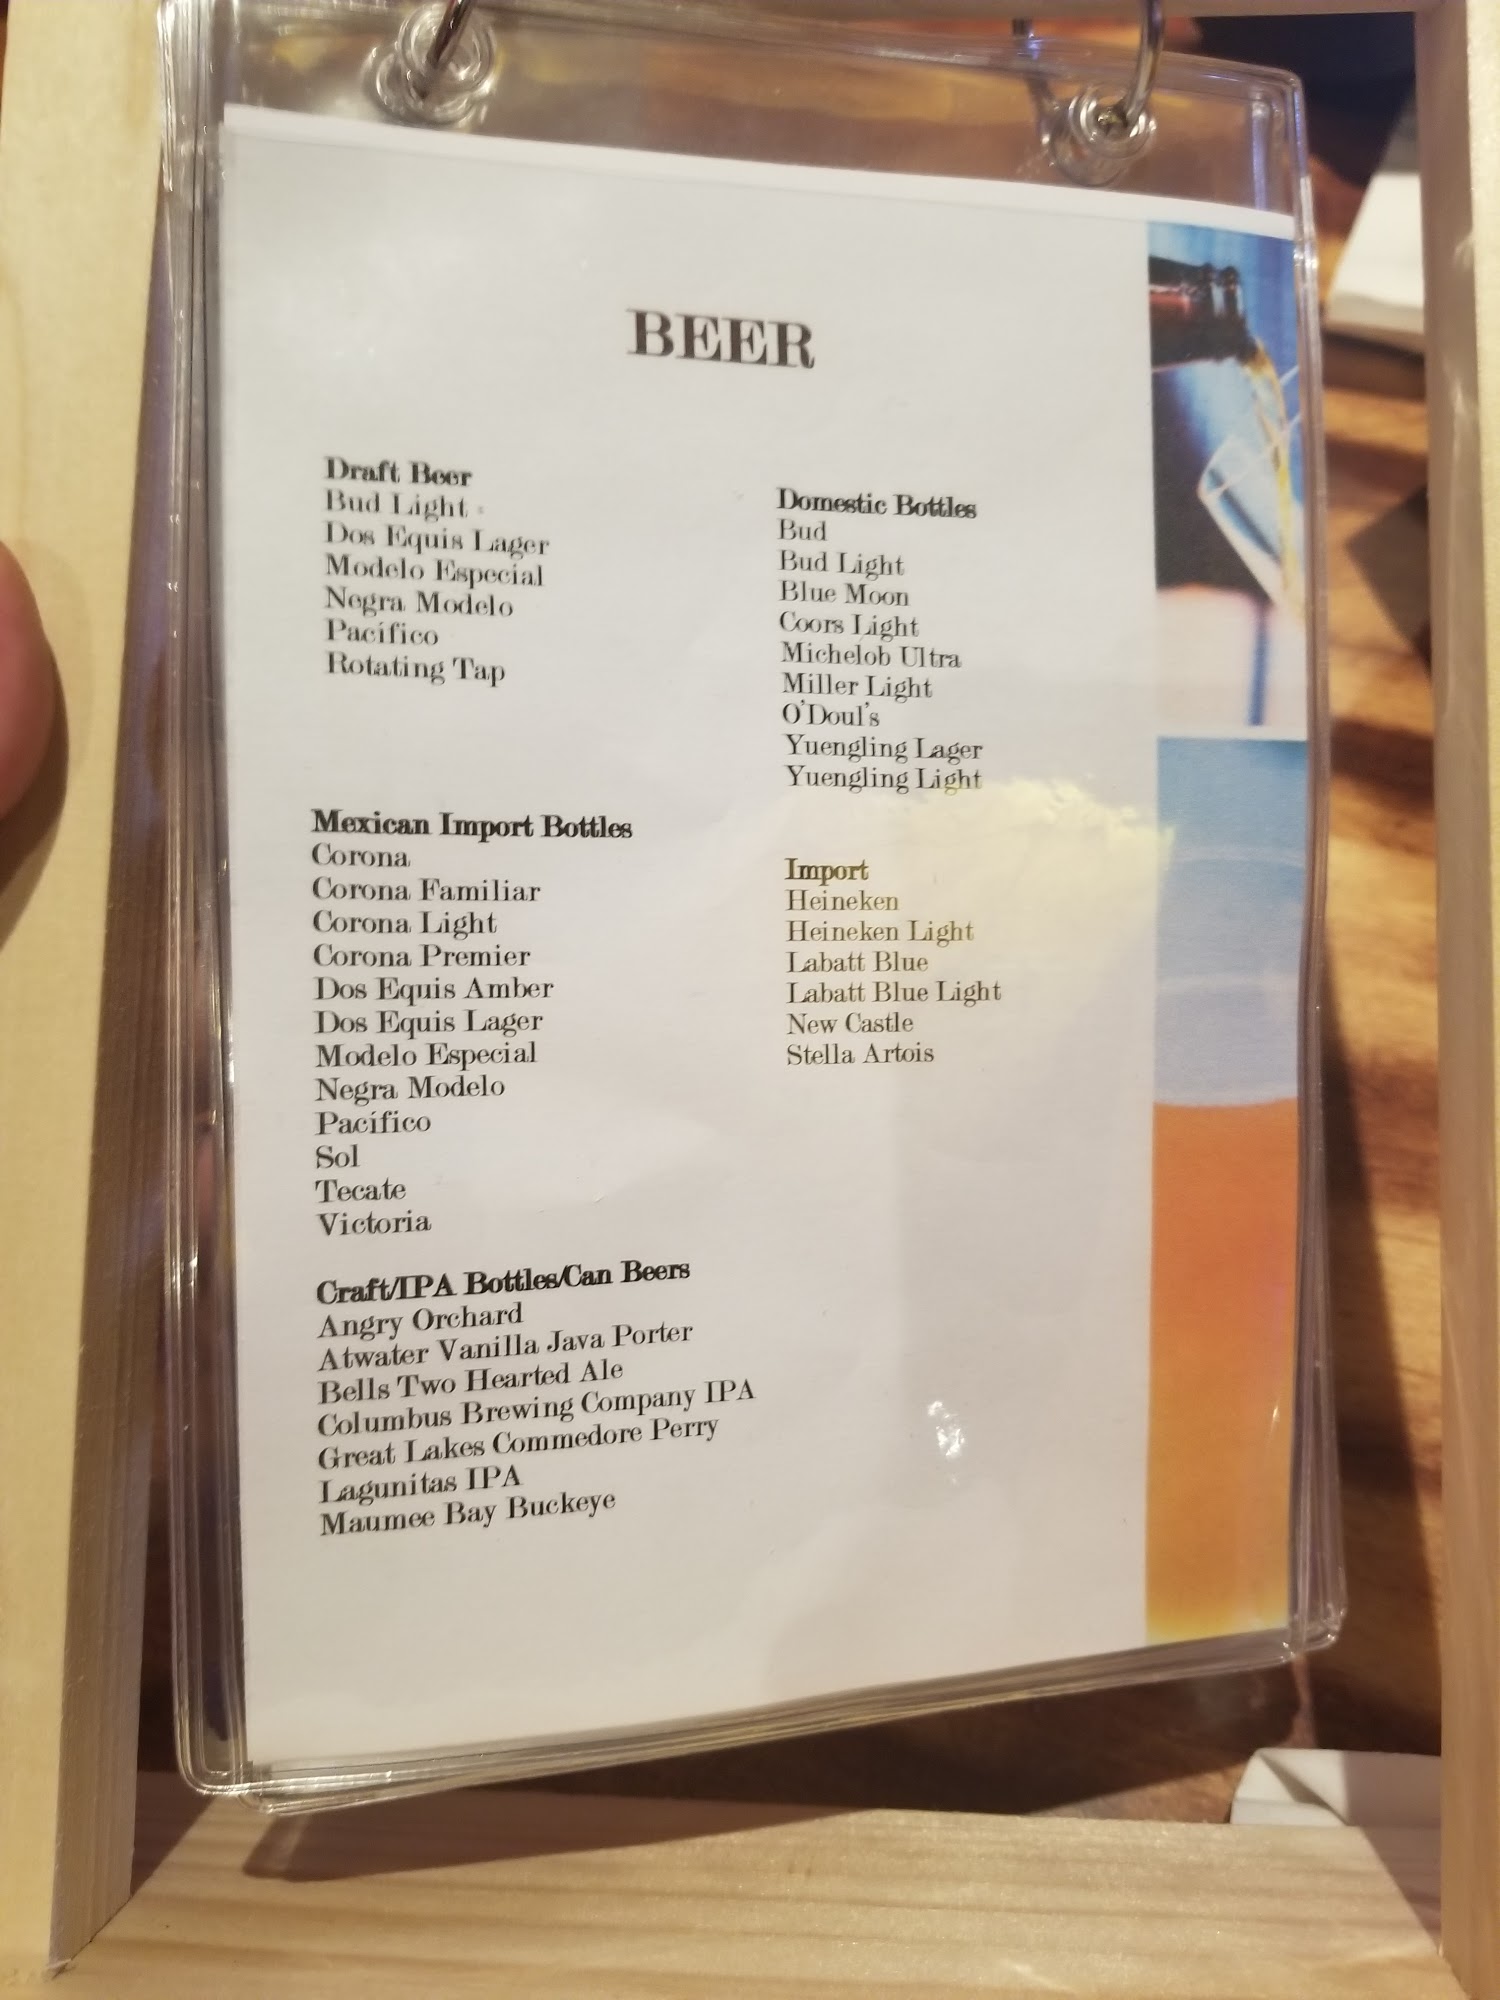 BEER
Draft Beer
Bud Light
Dos Equis Lager
Modelo Especial
Negra Modelo
Pacífico
Rotating Tap
Mexican Import Bottles
Corona
Corona Familiar
Corona Light
Corona Premier
Dos Equis Amber
Dos Equis Lager
Modelo Especial
Negra Modelo
Pacífico
Sol
Tecate
Victoria
Craft/IPA Bottles/Can Beers
Angry Orchard
Atwater Vanilla Java Porter
Bells Two Hearted Ale
Columbus Brewing Company IPA
Great Lakes Commedore Perry
Lagunitas IPA
Maumee Bay Buckeye
Domestic Bottles
Bud
Bud Light
Blue Moon
Coors Light
Michelob Ultra
Miller Light
O'Doul's
Yuengling Lager
Yuengling Light
Import
Heineken
Heineken Light
Labatt Blue
Labatt Blue Light
New Castle
Stella Artois